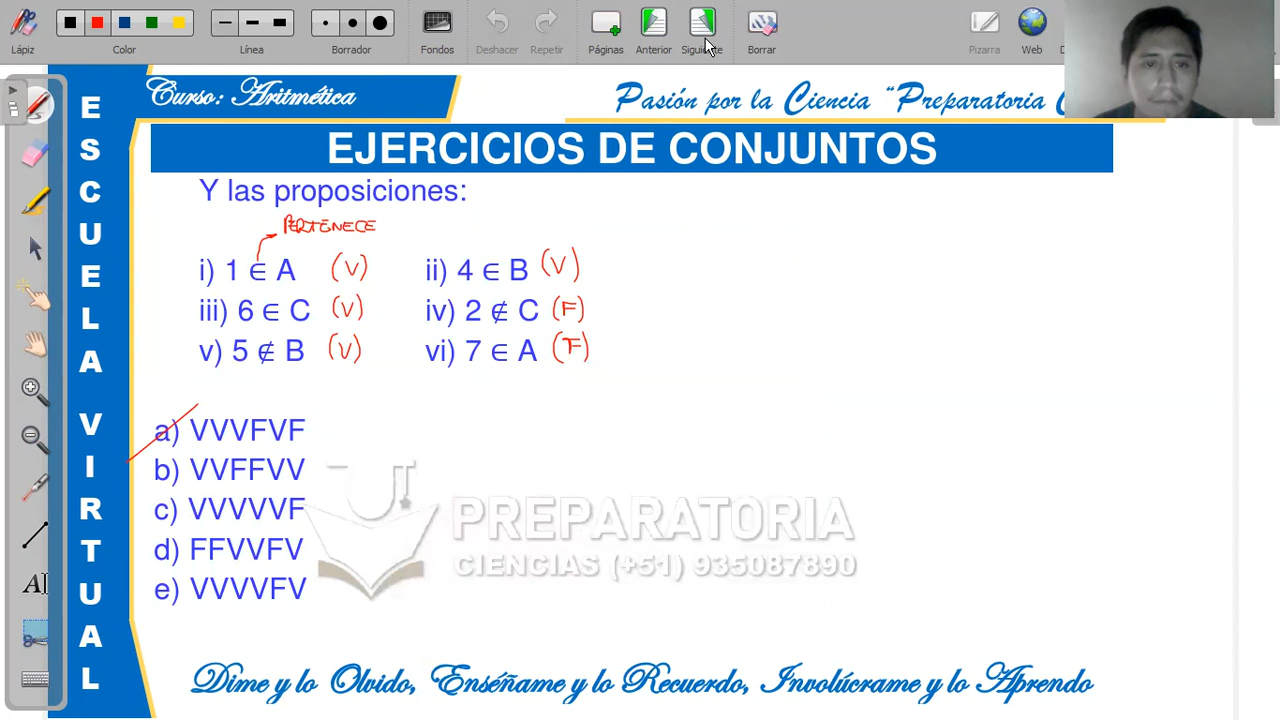 Lápiz
Color
Línea
Borrador
Fondos
Deshacer
Repetir
Páginas
Anterior
Siguiente
Borrar
Pizarra
Web
Curso: Aritmética
Pasión por la Ciencia “Preparatoria C
ESCUELA VIRTUAL
EJERCICIOS DE CONJUNTOS
Y las proposiciones:
PERTENECE
i) 1 ∈ A (V) ii) 4 ∈ B (V)
iii) 6 ∈ C (V) iv) 2 ∉ C (F)
v) 5 ∉ B (V) vi) 7 ∈ A (F)
a) VVVFVF
b) VVFFVV
c) VVVVVF
d) FFVVFV
e) VVVVFV
PREPARATORIA
CIENCIAS (+51) 935087890
Dime y lo Olvido, Enséñame y lo Recuerdo, Involúcrame y lo Aprendo